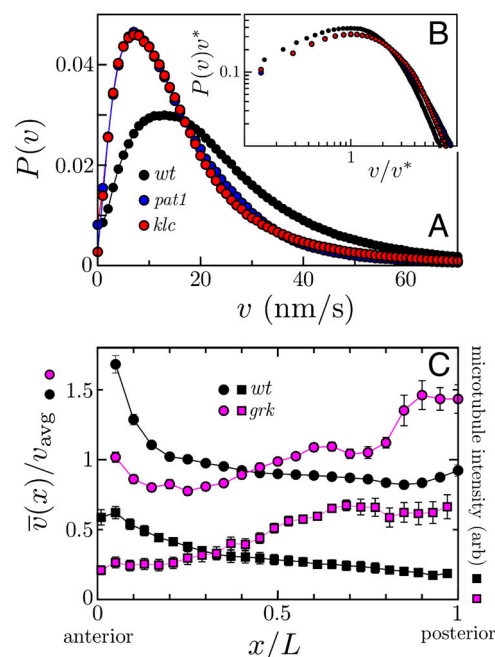 B
P(v)v*
0.1
1
v/v*
P(v)
0.04
0.02
0
wt
pat1
klc
A
0 20 40 60
v (nm/s)
C
v̅(x)/v_avg
1.5
1
0.5
0
wt
grk
microtubule intensity (arb)
0 0.5 1
anterior x/L posterior